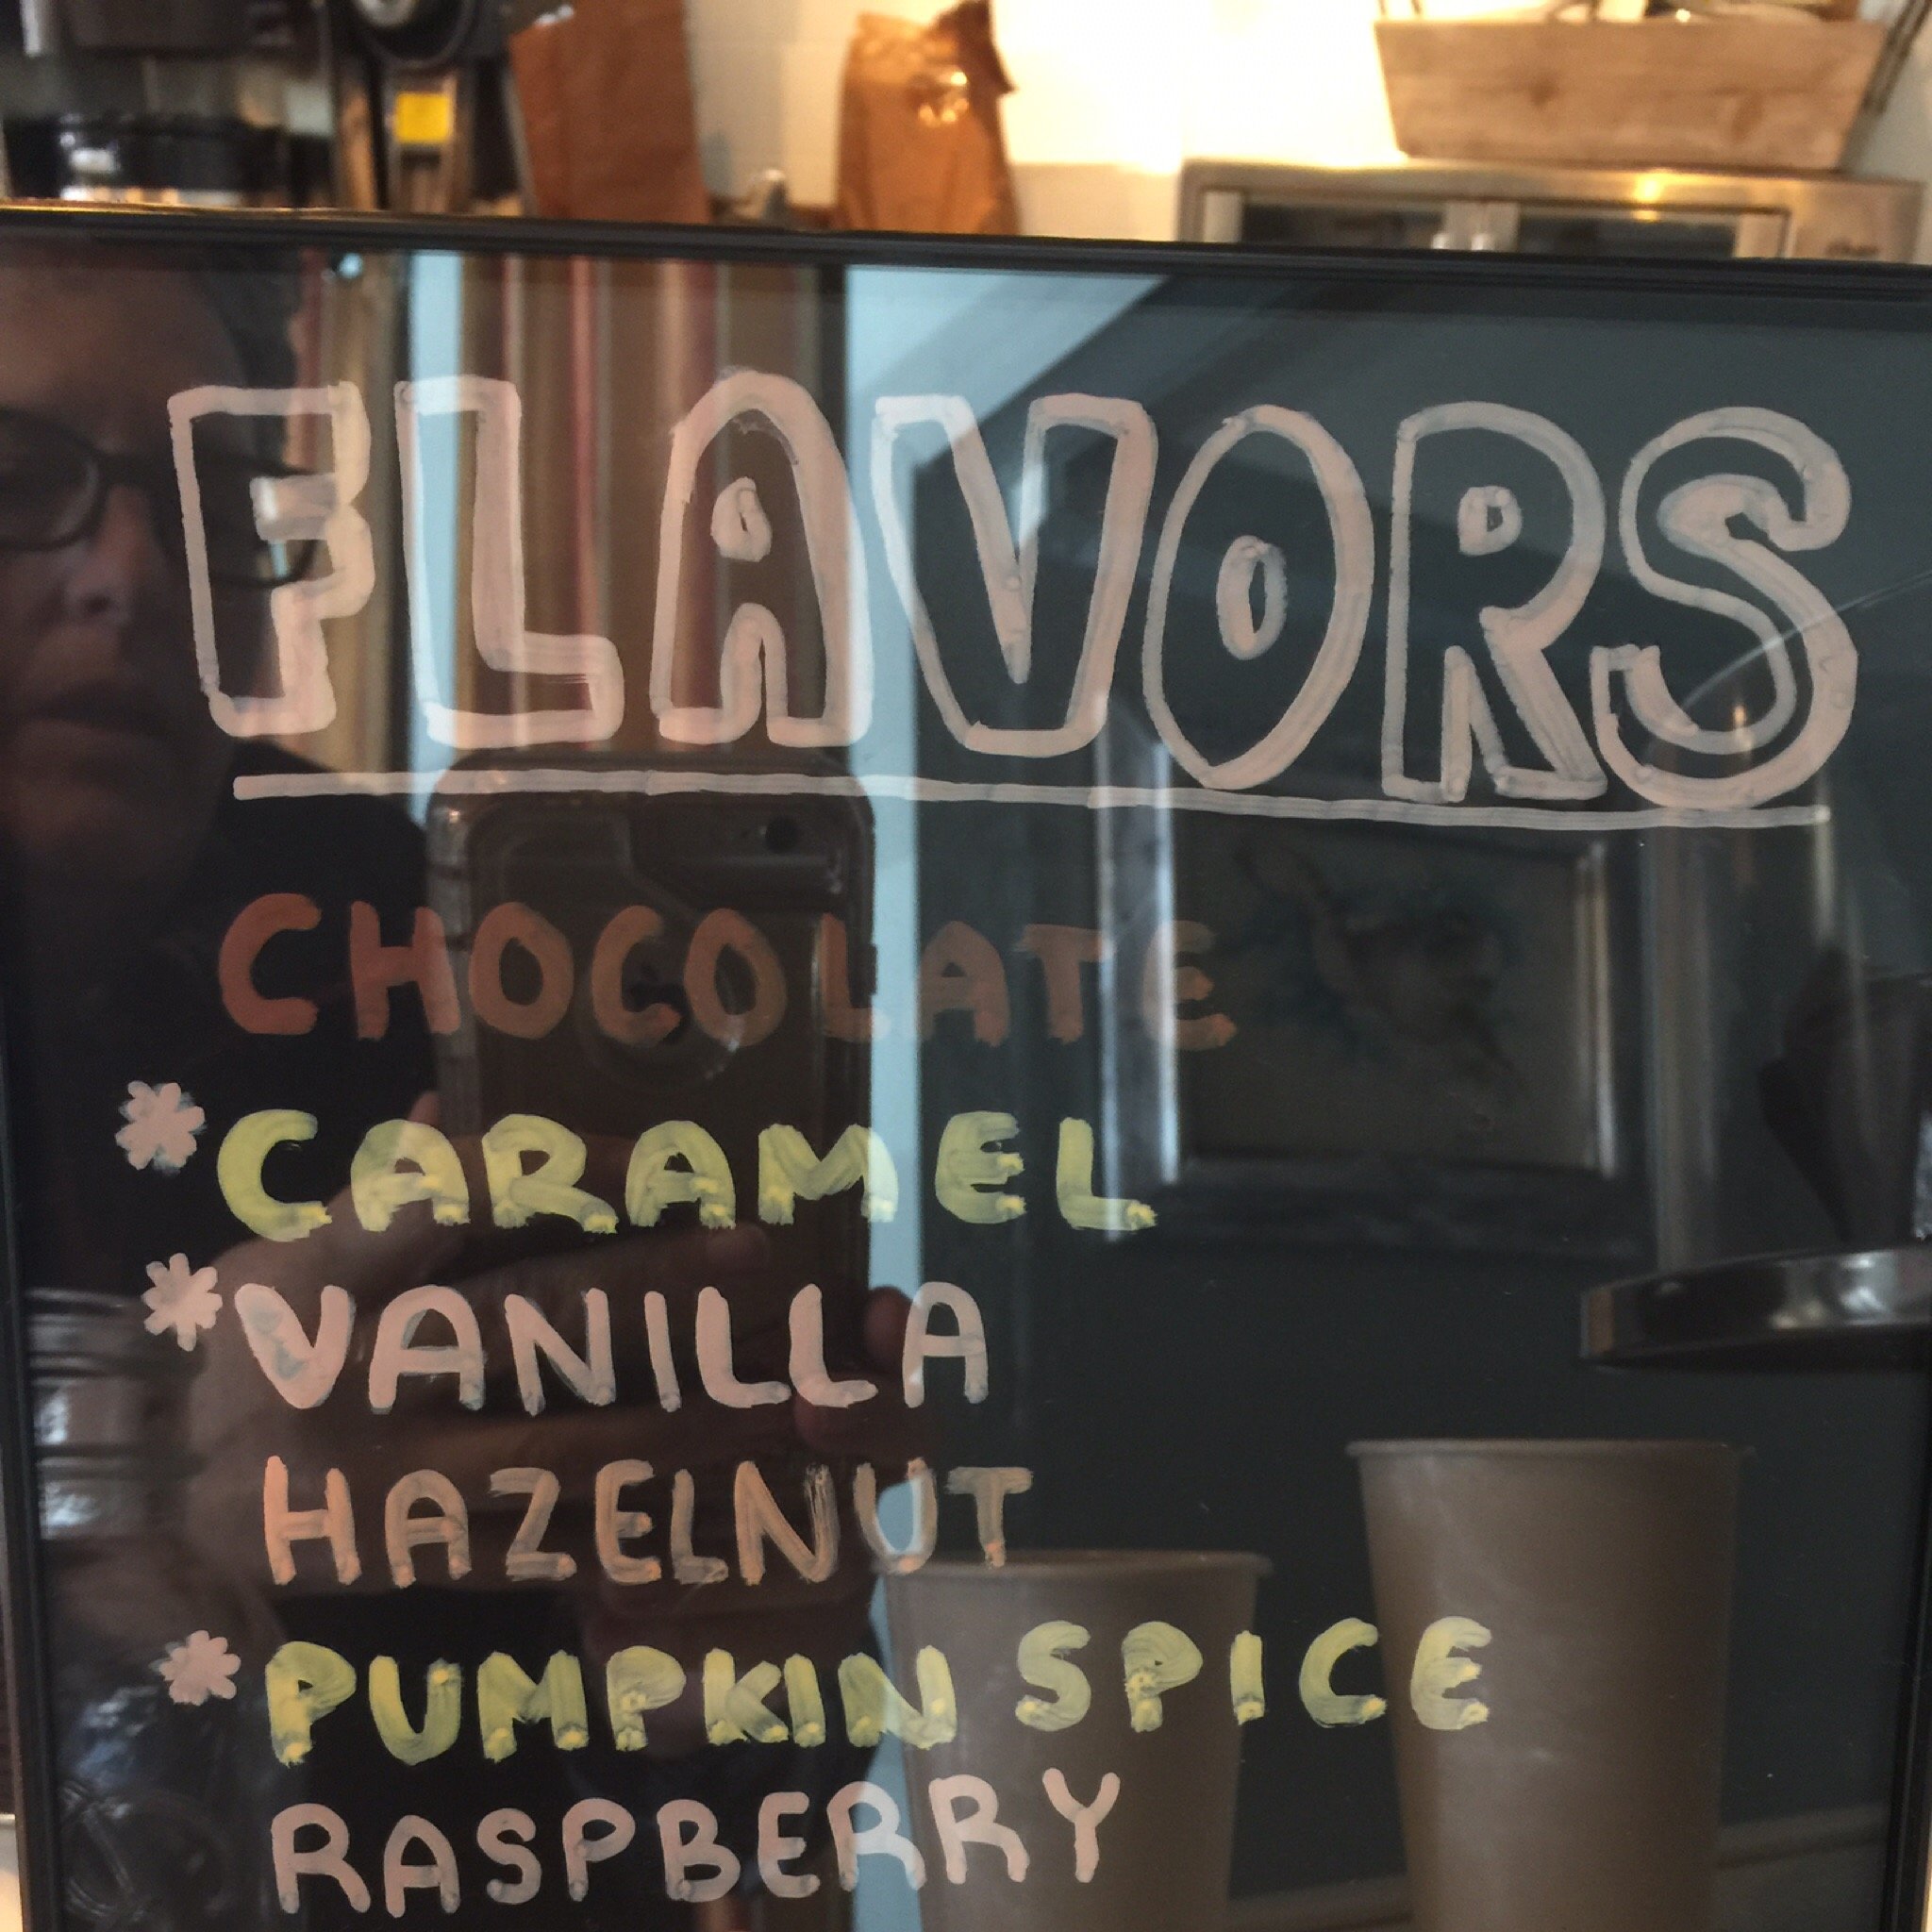 FLAVORS
CHOCOLATE
*CARAMEL
*VANILLA
HAZELNUT
*PUMPKIN SPICE
RASPBERRY